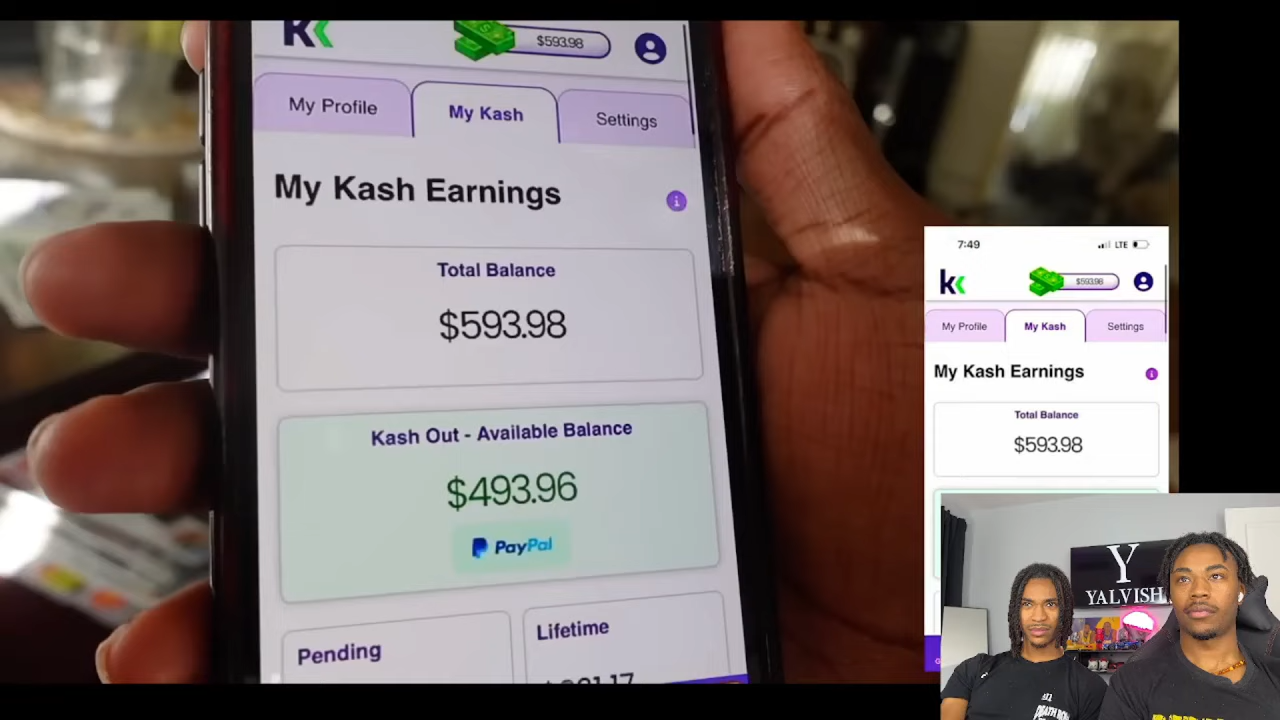 K
$593.98
My Profile
My Kash
Settings
My Kash Earnings
i
Total Balance
$593.98
Kash Out - Available Balance
$493.96
PayPal
Pending
Lifetime
7:49
LTE
k
$593.98
My Profile
My Kash
Settings
My Kash Earnings
i
Total Balance
$593.98
Y
YALVISH